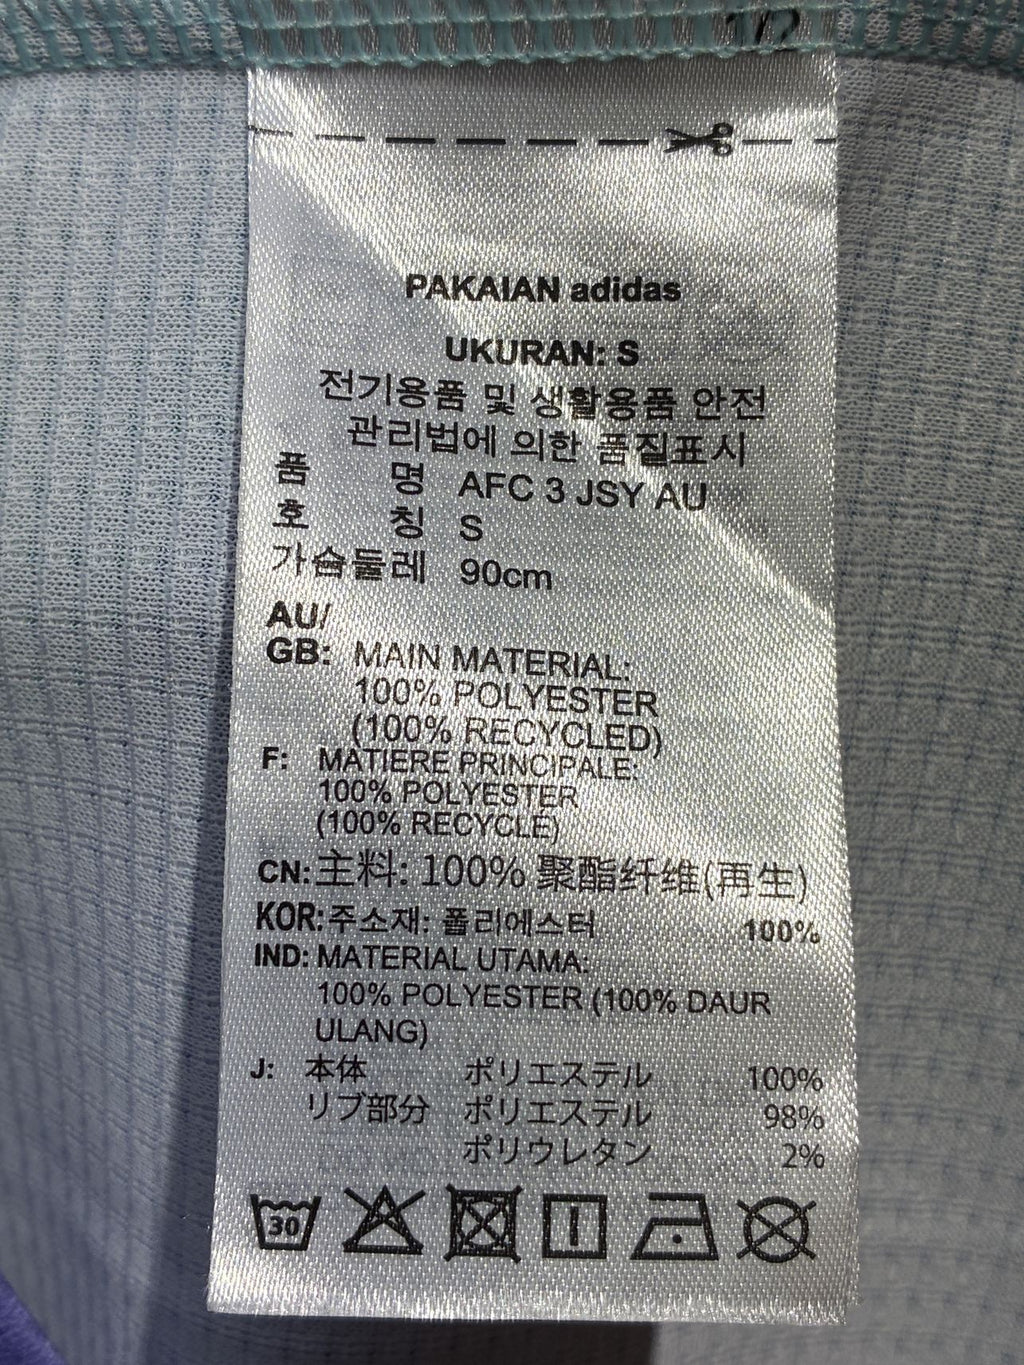 1/2
PAKAIAN adidas
UKURAN: S
전기용품 및 생활용품 안전
관리법에 의한 품질표시
품 명 AFC 3 JSY AU
호 칭 S
가슴둘레 90cm
AU/
GB: MAIN MATERIAL:
100% POLYESTER
(100% RECYCLED)
F: MATIERE PRINCIPALE:
100% POLYESTER
(100% RECYCLE)
CN: 主料: 100% 聚酯纤维(再生)
KOR: 주소재: 폴리에스터 100%
IND: MATERIAL UTAMA:
100% POLYESTER (100% DAUR
ULANG)
J: 本体 ポリエステル 100%
リブ部分 ポリエステル 98%
ポリウレタン 2%
30